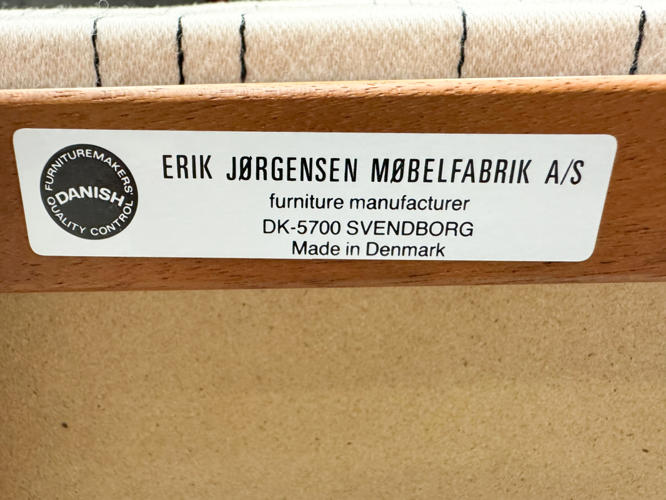 FURNITUREMAKERS'
DANISH
QUALITY CONTROL
ERIK JØRGENSEN MØBELFABRIK A/S
furniture manufacturer
DK-5700 SVENDBORG
Made in Denmark